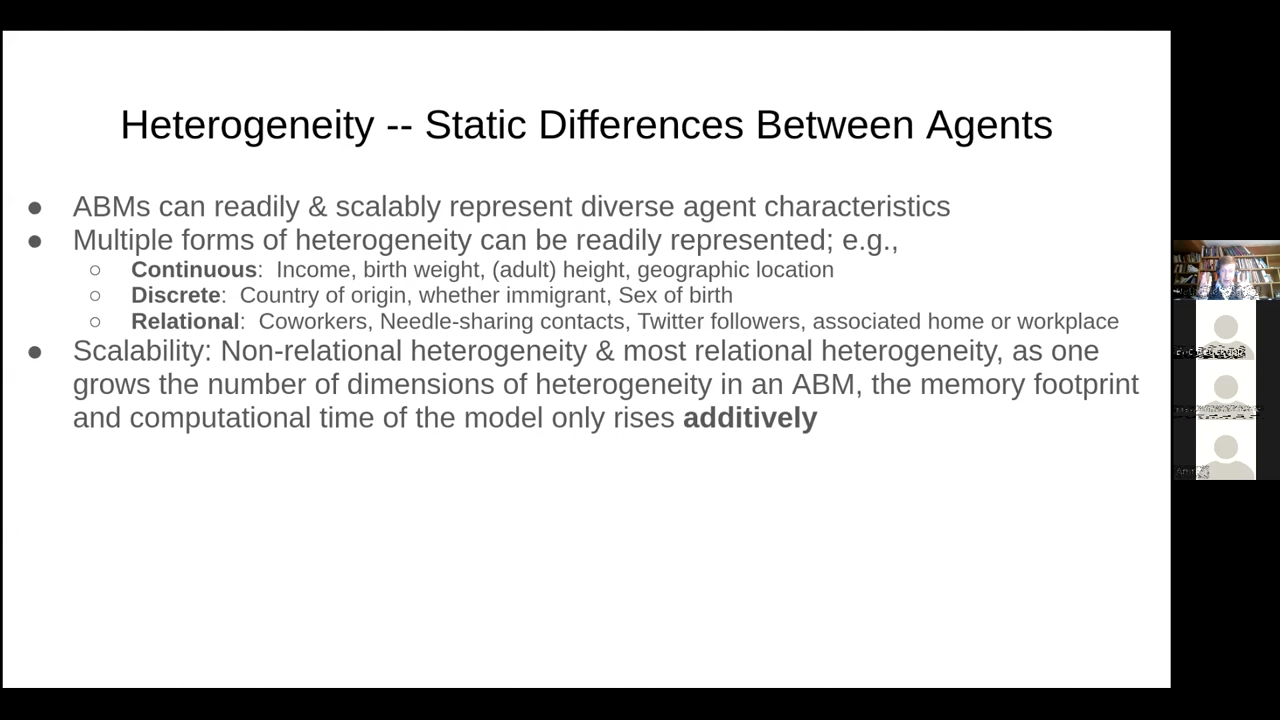 Heterogeneity -- Static Differences Between Agents
● ABMs can readily & scalably represent diverse agent characteristics
● Multiple forms of heterogeneity can be readily represented; e.g.,
○ Continuous: Income, birth weight, (adult) height, geographic location
○ Discrete: Country of origin, whether immigrant, Sex of birth
○ Relational: Coworkers, Needle-sharing contacts, Twitter followers, associated home or workplace
● Scalability: Non-relational heterogeneity & most relational heterogeneity, as one
grows the number of dimensions of heterogeneity in an ABM, the memory footprint
and computational time of the model only rises additively